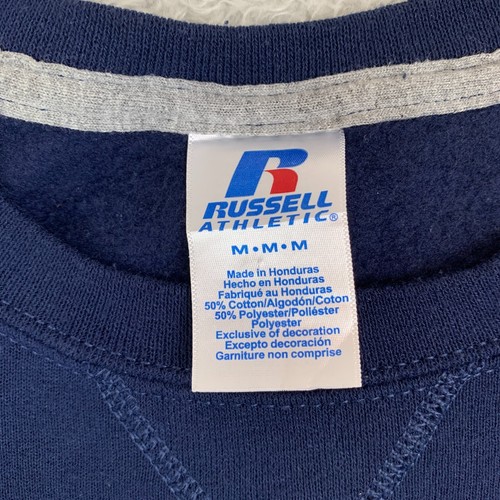 RUSSELL
ATHLETIC®
M•M•M
Made in Honduras
Hecho en Honduras
Fabriqué au Honduras
50% Cotton/Algodón/Coton
50% Polyester/Poliéster
Polyester
Exclusive of decoration
Excepto decoración
Garniture non comprise